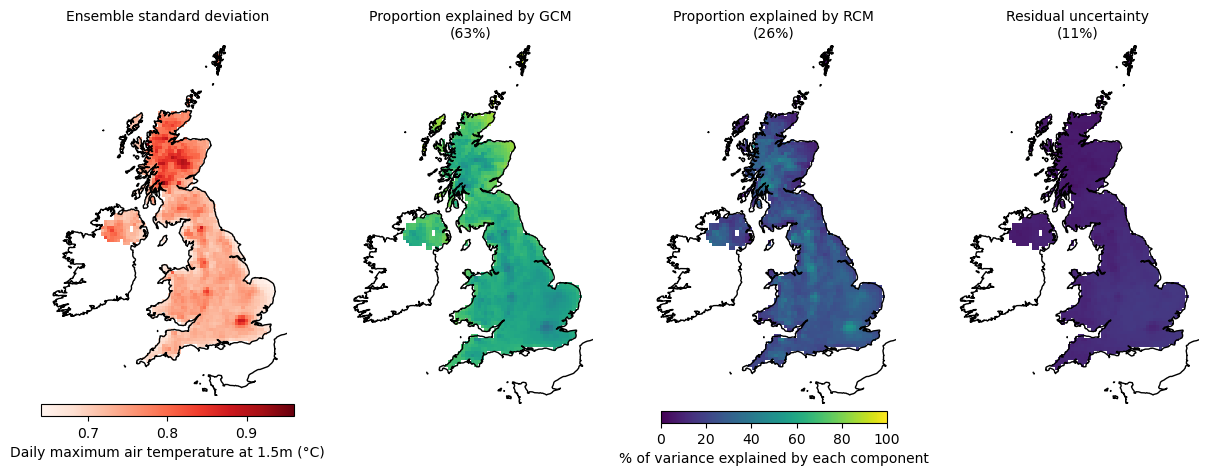 Ensemble standard deviation
Proportion explained by GCM
(63%)
Proportion explained by RCM
(26%)
Residual uncertainty
(11%)
0.7 0.8 0.9
Daily maximum air temperature at 1.5m (°C)
0 20 40 60 80 100
% of variance explained by each component